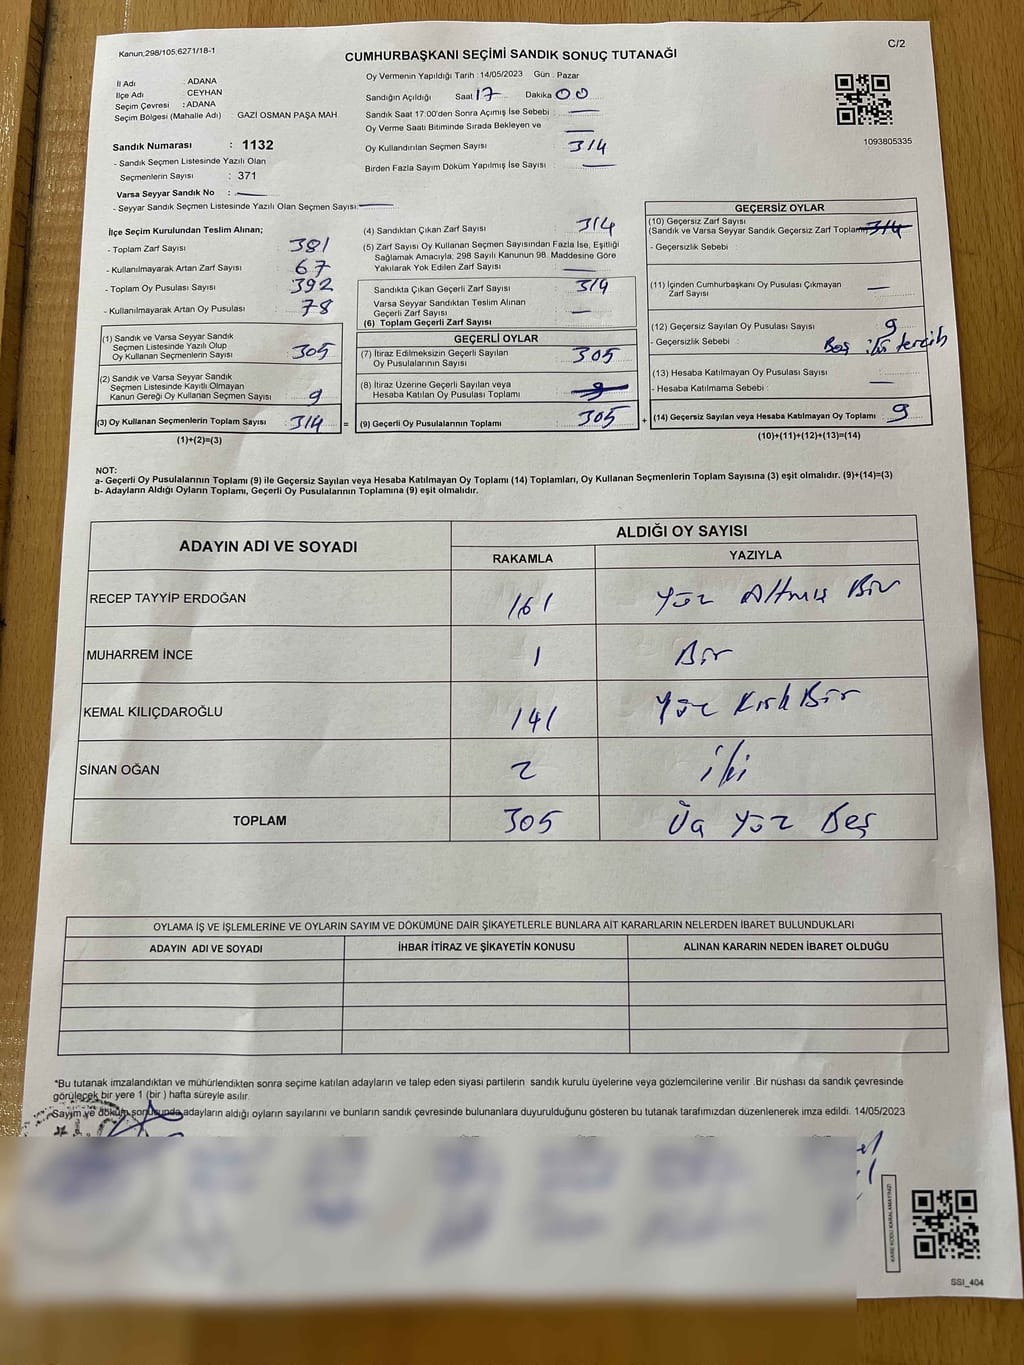 Kanun,298/105,6271/18-1
C/2
CUMHURBAŞKANI SEÇİMİ SANDIK SONUÇ TUTANAĞI
İl Adı : ADANA
İlçe Adı : CEYHAN
Seçim Çevresi : ADANA
Seçim Bölgesi (Mahalle Adı) : GAZİ OSMAN PAŞA MAH
Sandık Numarası : 1132
- Sandık Seçmen Listesinde Yazılı Olan
Seçmenlerin Sayısı : 371
Varsa Seyyar Sandık No :
- Seyyar Sandık Seçmen Listesinde Yazılı Olan Seçmen Sayısı:
Oy Vermenin Yapıldığı Tarih : 14/05/2023 Gün : Pazar
Sandığın Açıldığı Saat 17 Dakika 00
Sandık Saat 17:00'den Sonra Açımış İse Sebebi :
Oy Verme Saati Bitiminde Sırada Bekleyen ve
Oy Kullandırılan Seçmen Sayısı : 314
Birden Fazla Sayım Döküm Yapılmış İse Sayısı :
1093805335
İlçe Seçim Kurulundan Teslim Alınan;
- Toplam Zarf Sayısı : 381
- Kullanılmayarak Artan Zarf Sayısı : 67
- Toplam Oy Pusulası Sayısı : 392
- Kullanılmayarak Artan Oy Pusulası : 78
(1) Sandık ve Varsa Seyyar Sandık
Seçmen Listesinde Yazılı Olup
Oy Kullanan Seçmenlerin Sayısı : 305
(2) Sandık ve Varsa Seyyar Sandık
Seçmen Listesinde Kayıtlı Olmayan
Kanun Gereği Oy Kullanan Seçmen Sayısı : 9
(3) Oy Kullanan Seçmenlerin Toplam Sayısı : 314 =
(1)+(2)=(3)
(4) Sandıktan Çıkan Zarf Sayısı : 314
(5) Zarf Sayısı Oy Kullanan Seçmen Sayısından Fazla İse, Eşitliği
Sağlamak Amacıyla, 298 Sayılı Kanunun 98. Maddesine Göre
Yakılarak Yok Edilen Zarf Sayısı :
Sandıkta Çıkan Geçerli Zarf Sayısı : 314
Varsa Seyyar Sandıktan Teslim Alınan
Geçerli Zarf Sayısı :
(6) Toplam Geçerli Zarf Sayısı
GEÇERLİ OYLAR
(7) İtiraz Edilmeksizin Geçerli Sayılan
Oy Pusulalarının Sayısı : 305
(8) İtiraz Üzerine Geçerli Sayılan veya
Hesaba Katılan Oy Pusulası Toplamı : 9
(9) Geçerli Oy Pusulalarının Toplamı : 305 +
GEÇERSİZ OYLAR
(10) Geçersiz Zarf Sayısı
(Sandık ve Varsa Seyyar Sandık Geçersiz Zarf Toplamı) 314
- Geçersizlik Sebebi :
(11) İçinden Cumhurbaşkanı Oy Pusulası Çıkmayan
Zarf Sayısı :
(12) Geçersiz Sayılan Oy Pusulası Sayısı : 9
- Geçersizlik Sebebi : Boş iki tercih
(13) Hesaba Katılmayan Oy Pusulası Sayısı :
- Hesaba Katılmama Sebebi :
(14) Geçersiz Sayılan veya Hesaba Katılmayan Oy Toplamı : 9
(10)+(11)+(12)+(13)=(14)
NOT:
a- Geçerli Oy Pusulalarının Toplamı (9) ile Geçersiz Sayılan veya Hesaba Katılmayan Oy Toplamı (14) Toplamları, Oy Kullanan Seçmenlerin Toplam Sayısına (3) eşit olmalıdır. (9)+(14)=(3)
b- Adayların Aldığı Oyların Toplamı, Geçerli Oy Pusulalarının Toplamına (9) eşit olmalıdır.
ADAYIN ADI VE SOYADI
ALDIĞI OY SAYISI
RAKAMLA YAZIYLA
RECEP TAYYİP ERDOĞAN 161 Yüz Altmış Bir
MUHARREM İNCE 1 Bir
KEMAL KILIÇDAROĞLU 141 Yüz Kırk Bir
SİNAN OĞAN 2 iki
TOPLAM 305 Üç Yüz Beş
OYLAMA İŞ VE İŞLEMLERİNE VE OYLARIN SAYIM VE DÖKÜMÜNE DAİR ŞİKAYETLERLE BUNLARA AİT KARARLARIN NELERDEN İBARET BULUNDUKLARI
ADAYIN ADI VE SOYADI İHBAR İTİRAZ VE ŞİKAYETİN KONUSU ALINAN KARARIN NEDEN İBARET OLDUĞU
*Bu tutanak imzalandıktan ve mühürlendikten sonra seçime katılan adayların ve talep eden siyasi partilerin sandık kurulu üyelerine veya gözlemcilerine verilir .Bir nüshası da sandık çevresinde
görülecek bir yere 1 (bir ) hafta süreyle asılır.
Sayım ve döküm sonucunda adayların aldığı oyların sayılarını ve bunların sandık çevresinde bulunanlara duyurulduğunu gösteren bu tutanak tarafımızdan düzenlenerek imza edildi. 14/05/2023
KARE KODU KARALAMAYINIZ!
SSI_404